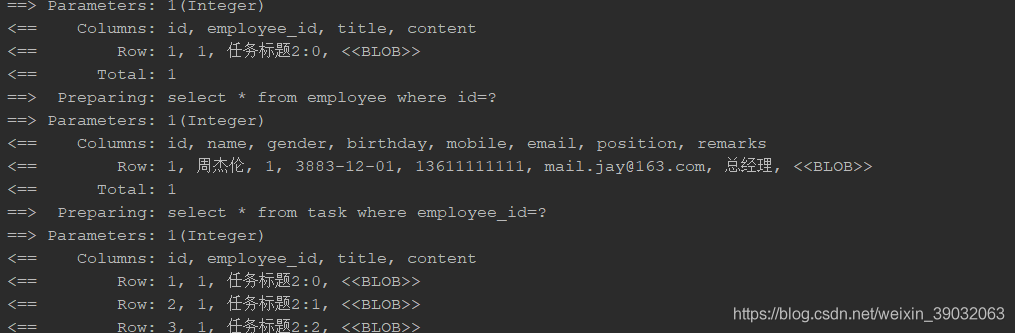 ==> Parameters: 1(Integer)
<==    Columns: id, employee_id, title, content
<==        Row: 1, 1, 任务标题2:0, <<BLOB>>
<==      Total: 1
==>  Preparing: select * from employee where id=?
==> Parameters: 1(Integer)
<==    Columns: id, name, gender, birthday, mobile, email, position, remarks
<==        Row: 1, 周杰伦, 1, 3883-12-01, 13611111111, mail.jay@163.com, 总经理, <<BLOB>>
<==      Total: 1
==>  Preparing: select * from task where employee_id=?
==> Parameters: 1(Integer)
<==    Columns: id, employee_id, title, content
<==        Row: 1, 1, 任务标题2:0, <<BLOB>>
<==        Row: 2, 1, 任务标题2:1, <<BLOB>>
<==        Row: 3, 1, 任务标题2:2, <<BLOB>>
https://blog.csdn.net/weixin_39032063